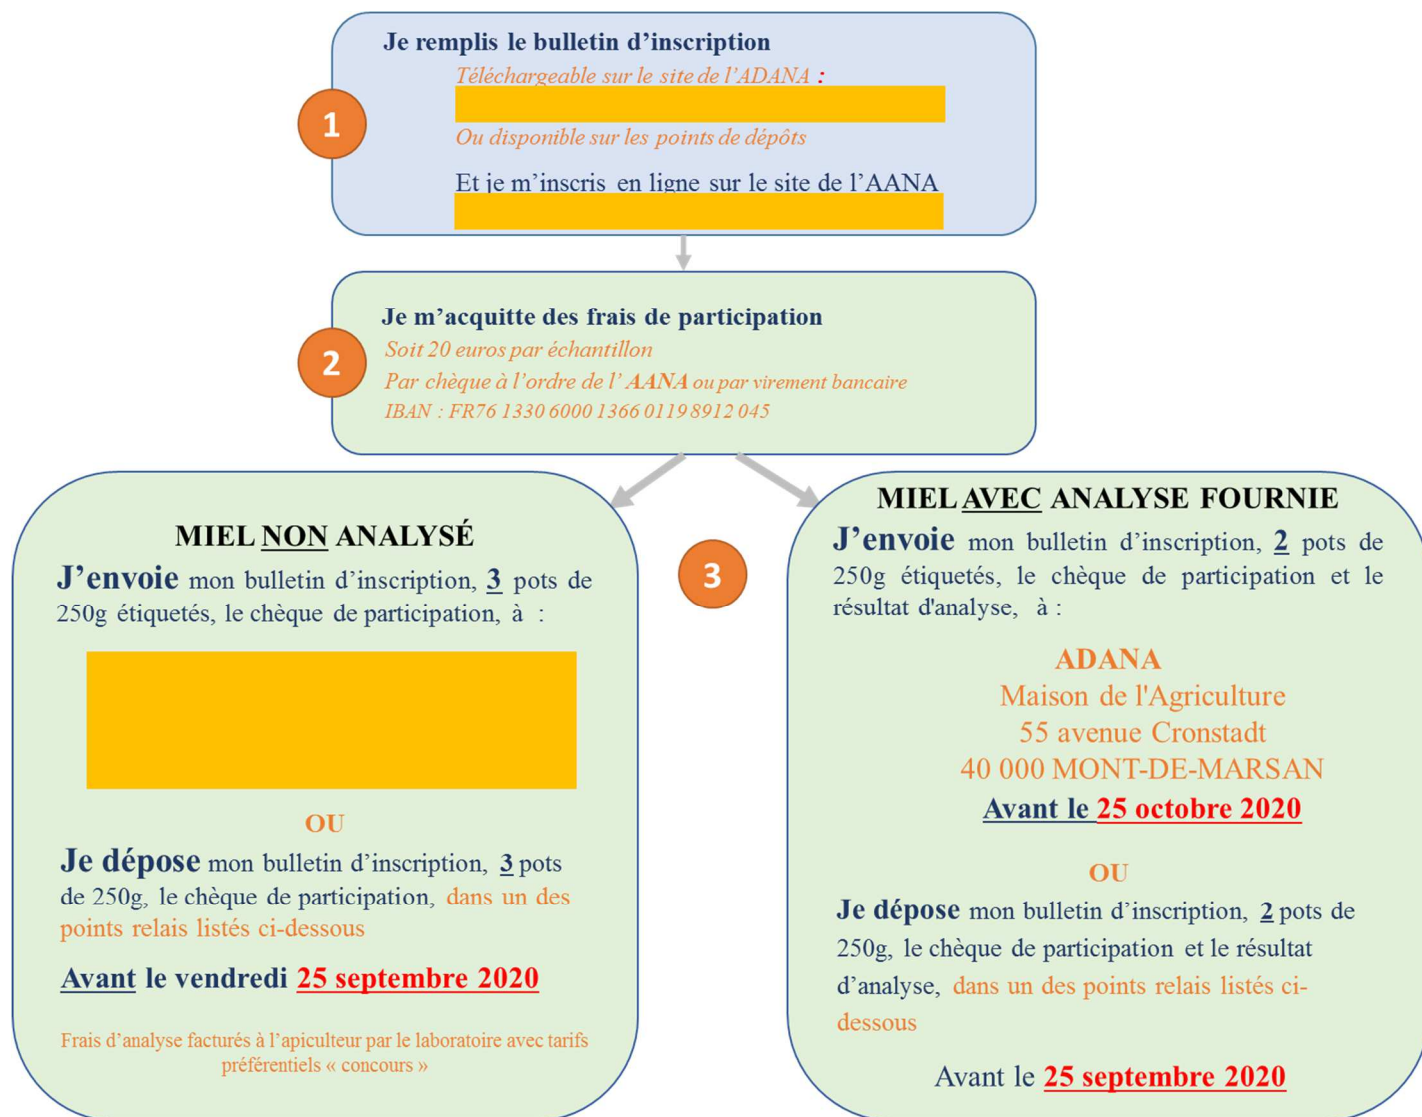 Je remplis le bulletin d’inscription
Téléchargeable sur le site de l’ADANA :
1
Ou disponible sur les points de dépôts
Et je m’inscris en ligne sur le site de l’AANA
Je m’acquitte des frais de participation
2
Soit 20 euros par échantillon
Par chèque à l’ordre de l’ AANA ou par virement bancaire
IBAN : FR76 1330 6000 1366 0119 8912 045
3
MIEL NON ANALYSÉ
J’envoie mon bulletin d’inscription, 3 pots de
250g étiquetés, le chèque de participation, à :
OU
Je dépose mon bulletin d’inscription, 3 pots
de 250g, le chèque de participation, dans un des
points relais listés ci-dessous
Avant le vendredi 25 septembre 2020
Frais d’analyse facturés à l’apiculteur par le laboratoire avec tarifs
préférentiels « concours »
MIEL AVEC ANALYSE FOURNIE
J’envoie mon bulletin d’inscription, 2 pots de
250g étiquetés, le chèque de participation et le
résultat d'analyse, à :
ADANA
Maison de l'Agriculture
55 avenue Cronstadt
40 000 MONT-DE-MARSAN
Avant le 25 octobre 2020
OU
Je dépose mon bulletin d’inscription, 2 pots de
250g, le chèque de participation et le résultat
d’analyse, dans un des points relais listés ci-
dessous
Avant le 25 septembre 2020